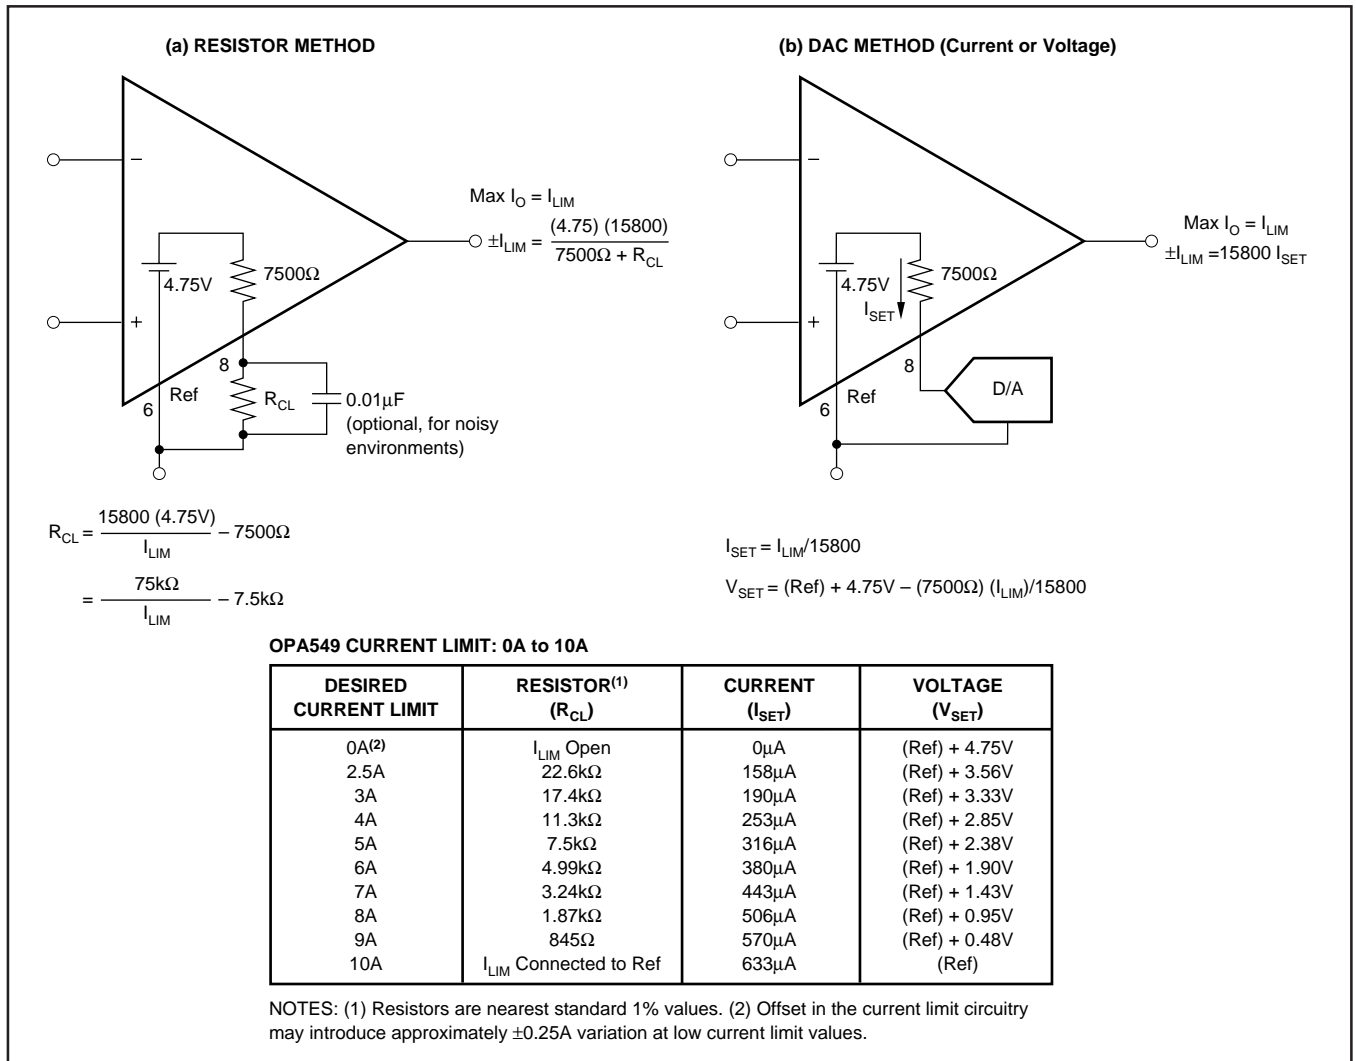 (a) RESISTOR METHOD
−
+
4.75V
7500Ω
8
6
Ref
R_CL
0.01µF
(optional, for noisy
environments)
Max I_O = I_LIM
±I_LIM = (4.75) (15800) / 7500Ω + R_CL
R_CL = 15800 (4.75V) / I_LIM − 7500Ω
= 75kΩ / I_LIM − 7.5kΩ
(b) DAC METHOD (Current or Voltage)
−
+
4.75V
7500Ω
I_SET
8
6
Ref
D/A
Max I_O = I_LIM
±I_LIM =15800 I_SET
I_SET = I_LIM/15800
V_SET = (Ref) + 4.75V − (7500Ω) (I_LIM)/15800
OPA549 CURRENT LIMIT: 0A to 10A
DESIRED CURRENT LIMIT RESISTOR(1) (R_CL) CURRENT (I_SET) VOLTAGE (V_SET)
0A(2) I_LIM Open 0µA (Ref) + 4.75V
2.5A 22.6kΩ 158µA (Ref) + 3.56V
3A 17.4kΩ 190µA (Ref) + 3.33V
4A 11.3kΩ 253µA (Ref) + 2.85V
5A 7.5kΩ 316µA (Ref) + 2.38V
6A 4.99kΩ 380µA (Ref) + 1.90V
7A 3.24kΩ 443µA (Ref) + 1.43V
8A 1.87kΩ 506µA (Ref) + 0.95V
9A 845Ω 570µA (Ref) + 0.48V
10A I_LIM Connected to Ref 633µA (Ref)
NOTES: (1) Resistors are nearest standard 1% values. (2) Offset in the current limit circuitry
may introduce approximately ±0.25A variation at low current limit values.